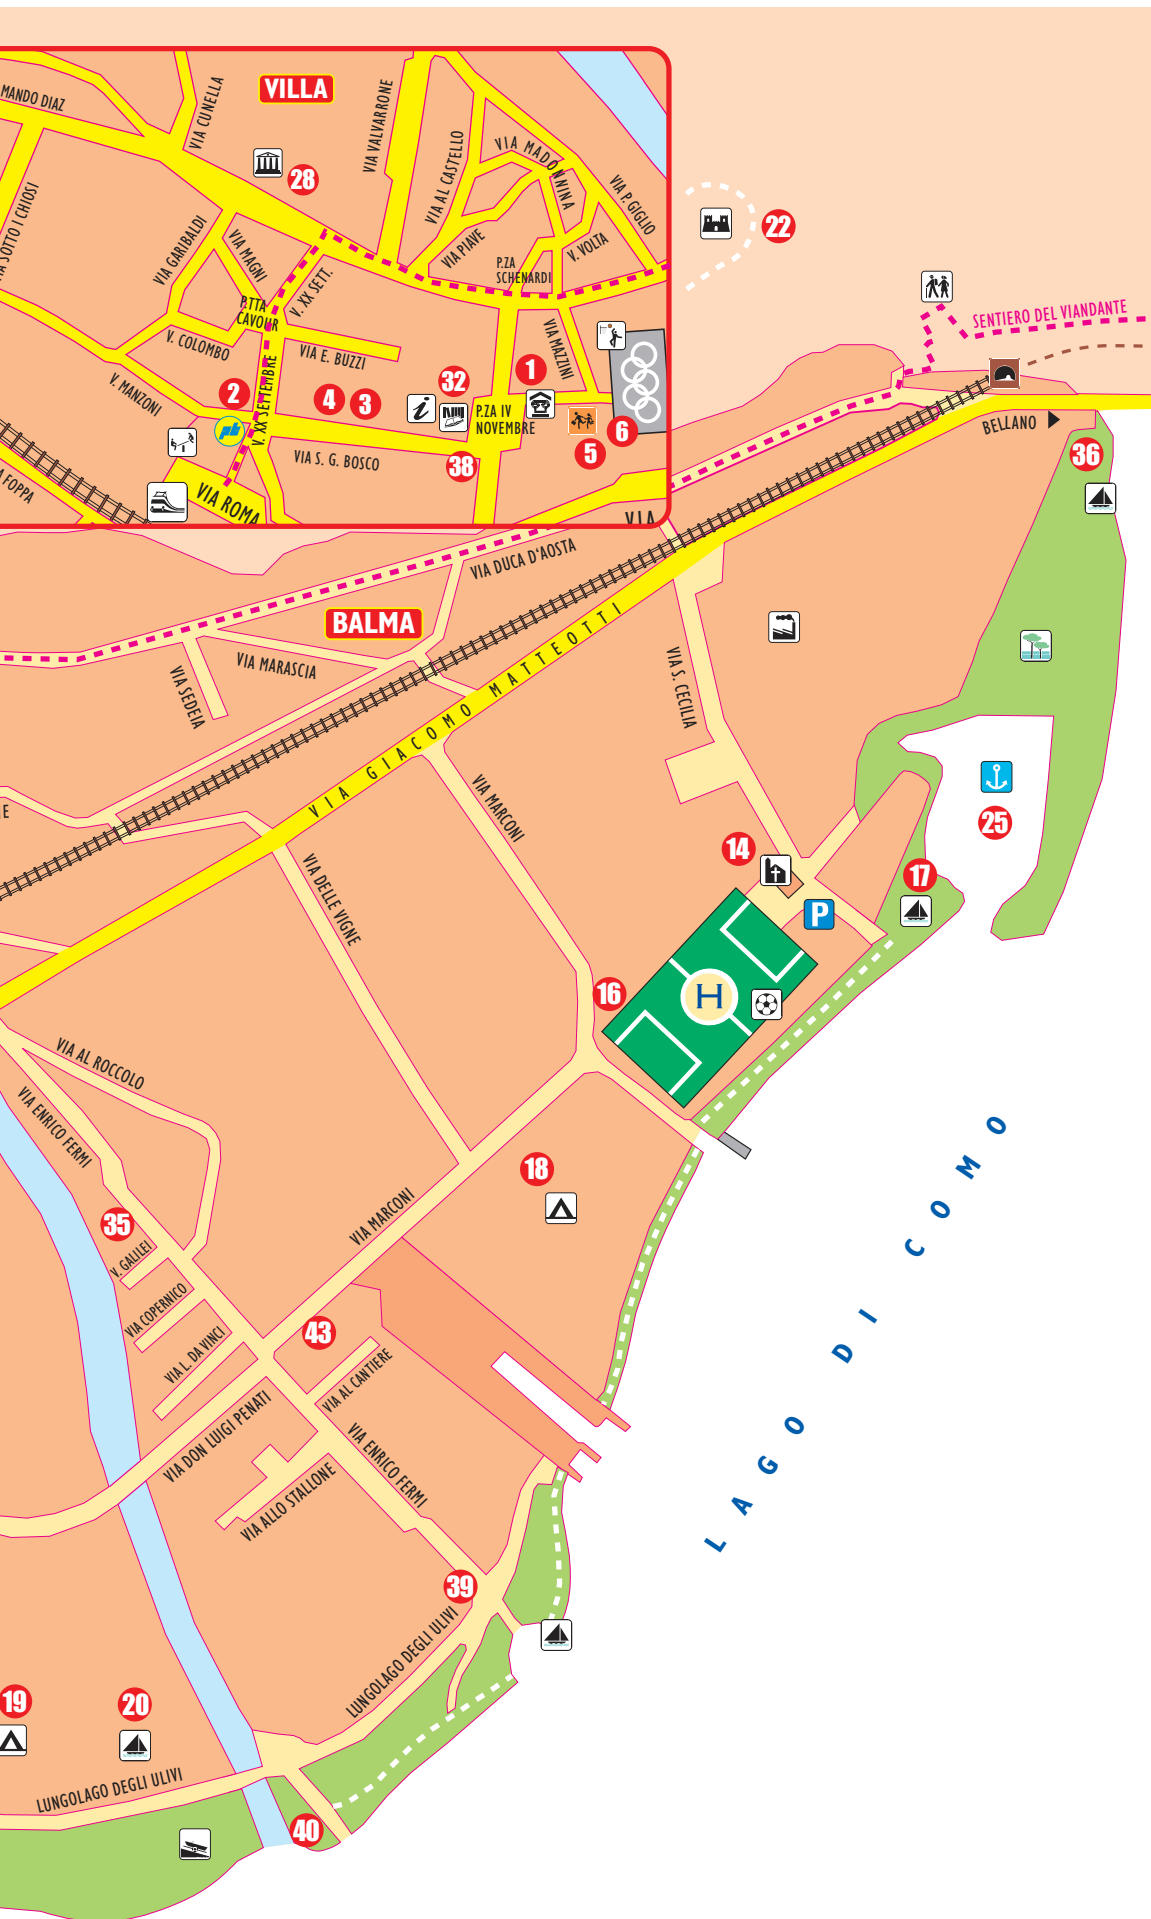 MANDO DIAZ
VIA CUNELLA
VILLA
28
VIA VALVARRONE
VIA AL CASTELLO
VIA MADONNINA
VIA P. GIGLIO
VIA SOTTO I CHIOSI
VIA GARIBALDI
VIA MAGNI
V. XX SETT.
VIA PIAVE
P.ZA
SCHENARDI
V. VOLTA
22
P.TTA
CAVOUR
V. COLOMBO
VIA E. BUZZI
VIA MAZZINI
V. MANZONI
V. XX SETTEMBRE
2
4
3
i
32
1
P.ZA IV
NOVEMBRE
5
6
38
pb
VIA S. G. BOSCO
VIA ROMA
A FOPPA
VIA
SENTIERO DEL VIANDANTE
BELLANO
36
VIA DUCA D'AOSTA
BALMA
VIA MARASCIA
VIA SEDEIA
VIA GIACOMO MATTEOTTI
VIA S. CECILIA
E
VIA MARCONI
25
14
17
P
VIA DELLE VIGNE
16
H
VIA AL ROCCOLO
VIA ENRICO FERMI
18
35
VIA MARCONI
V. GALILEI
VIA COPERNICO
VIA L. DA VINCI
43
VIA AL CANTIERE
VIA DON LUIGI PENATI
VIA ENRICO FERMI
VIA ALLO STALLONE
LAGO DI COMO
39
LUNGOLAGO DEGLI ULIVI
19
20
LUNGOLAGO DEGLI ULIVI
40